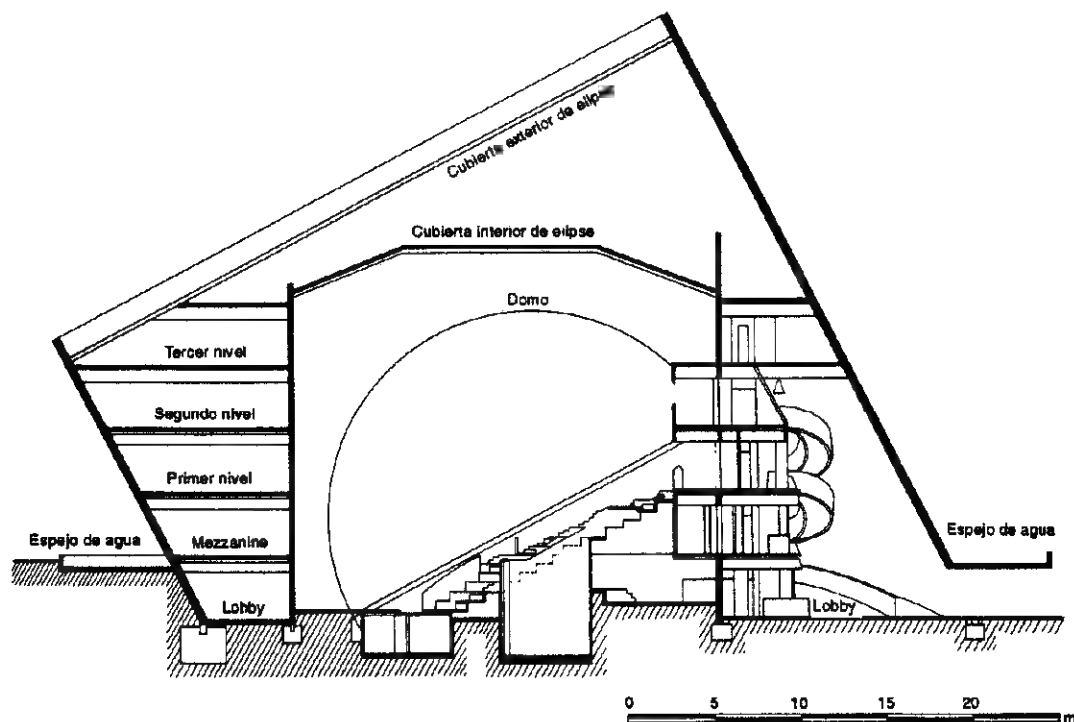 Cubierta exterior de elipse
Cubierta interior de elipse
Domo
Tercer nivel
Segundo nivel
Primer nivel
Espejo de agua
Mezzanine
Espejo de agua
Lobby
Lobby
0 5 10 15 20 m